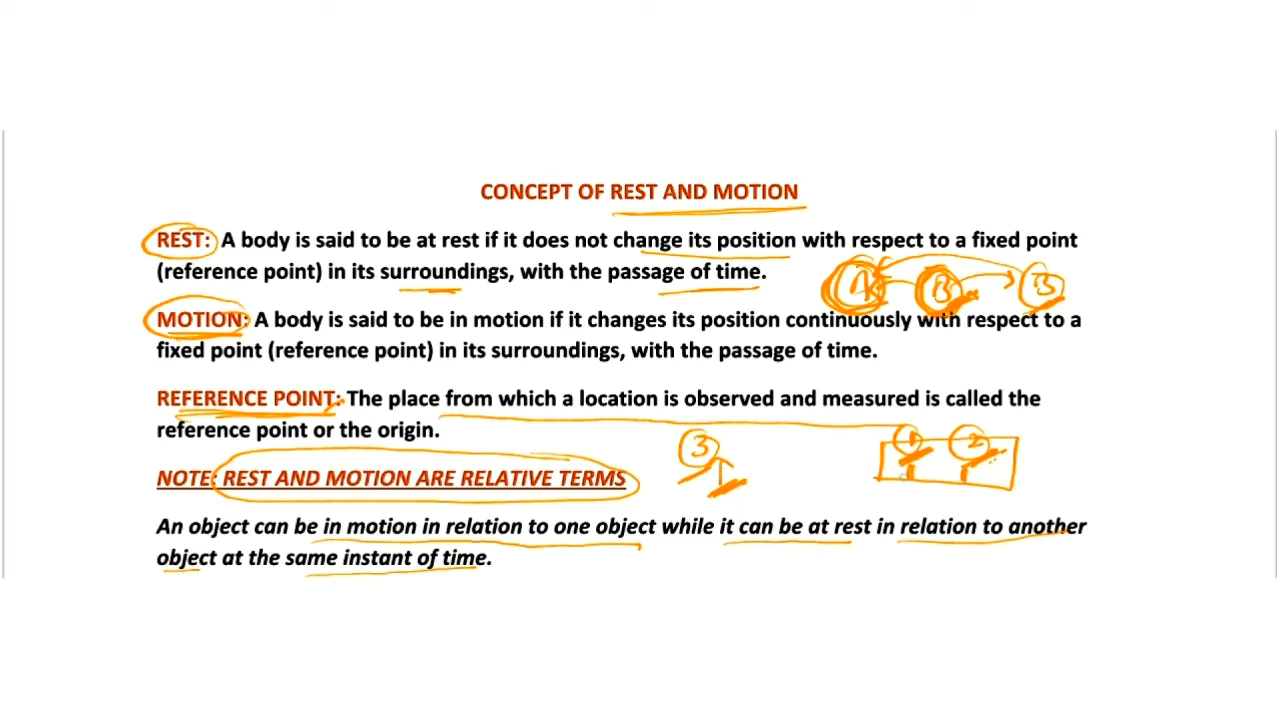 CONCEPT OF REST AND MOTION
REST: A body is said to be at rest if it does not change its position with respect to a fixed point
(reference point) in its surroundings, with the passage of time.
A B B
MOTION: A body is said to be in motion if it changes its position continuously with respect to a
fixed point (reference point) in its surroundings, with the passage of time.
REFERENCE POINT: The place from which a location is observed and measured is called the
reference point or the origin.
3 1 2
NOTE: REST AND MOTION ARE RELATIVE TERMS
An object can be in motion in relation to one object while it can be at rest in relation to another
object at the same instant of time.